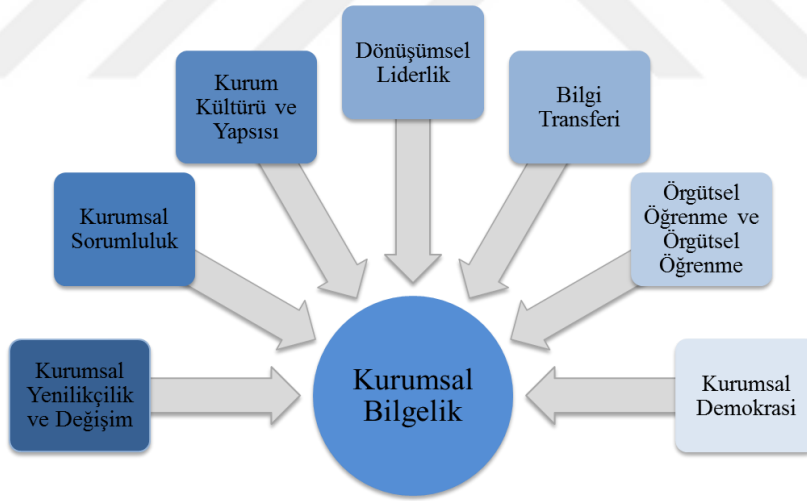 Dönüşümsel
Liderlik
Kurum
Kültürü ve
Yapsısı
Bilgi
Transferi
Kurumsal
Sorumluluk
Örgütsel
Öğrenme ve
Örgütsel
Öğrenme
Kurumsal
Yenilikçilik
ve Değişim
Kurumsal
Bilgelik
Kurumsal
Demokrasi